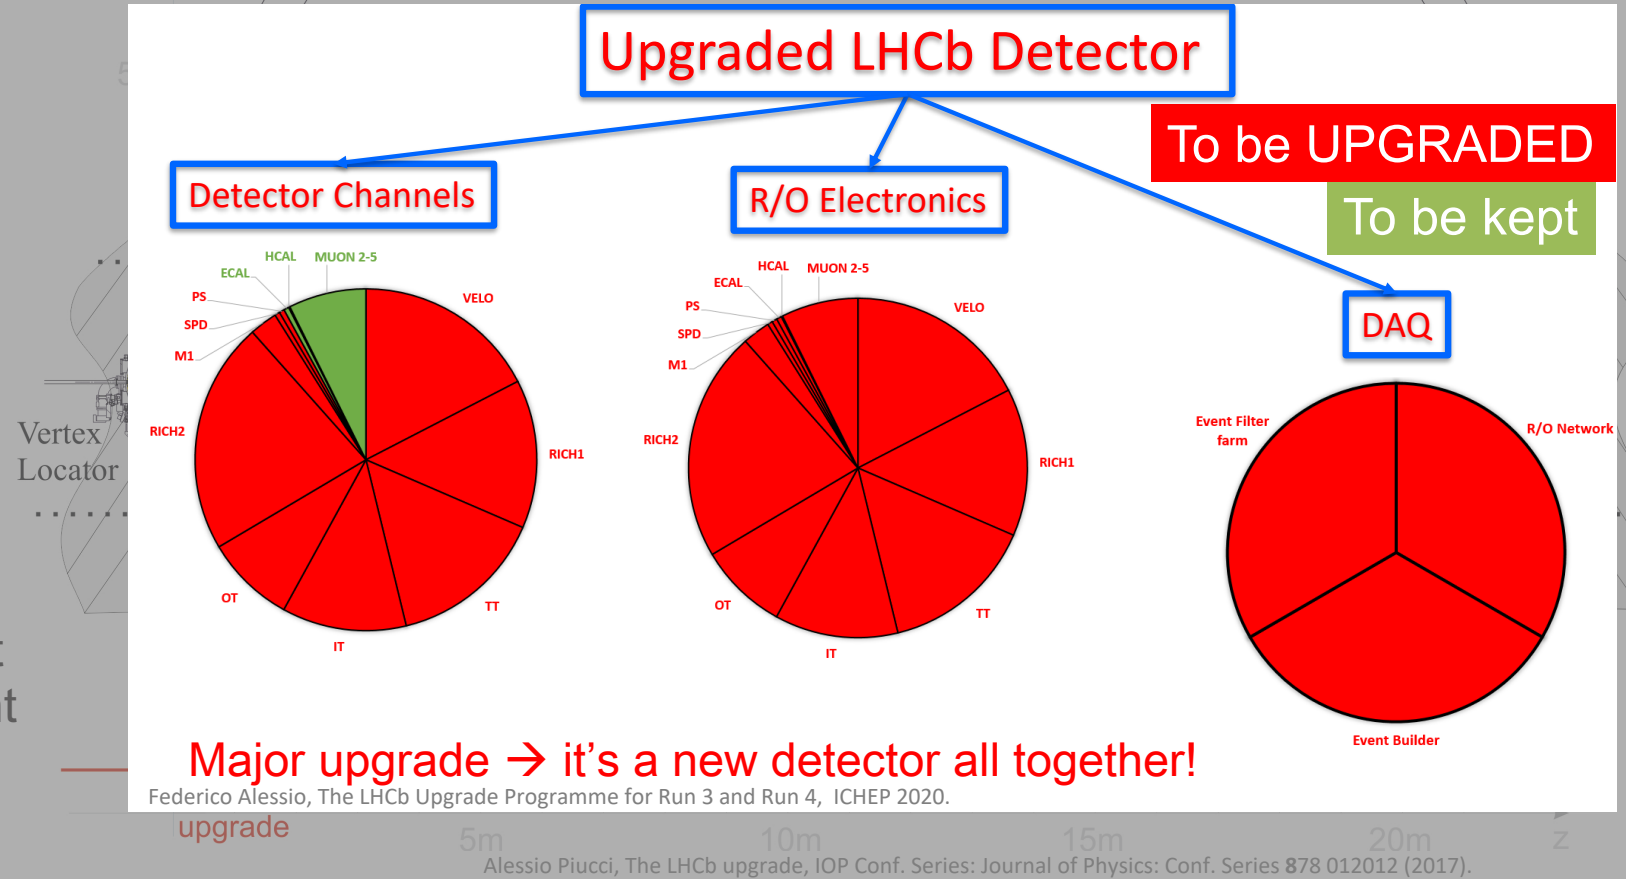 Upgraded LHCb Detector
To be UPGRADED
To be kept
Detector Channels
R/O Electronics
DAQ
HCAL
MUON 2-5
ECAL
PS
SPD
M1
VELO
RICH2
RICH1
OT
TT
IT
HCAL
MUON 2-5
ECAL
PS
SPD
M1
VELO
RICH2
RICH1
OT
TT
IT
Event Filter
farm
R/O Network
Event Builder
Vertex
Locator
Major upgrade → it's a new detector all together!
Federico Alessio, The LHCb Upgrade Programme for Run 3 and Run 4, ICHEP 2020.
upgrade
5m
10m
15m
20m
z
Alessio Piucci, The LHCb upgrade, IOP Conf. Series: Journal of Physics: Conf. Series 878 012012 (2017).